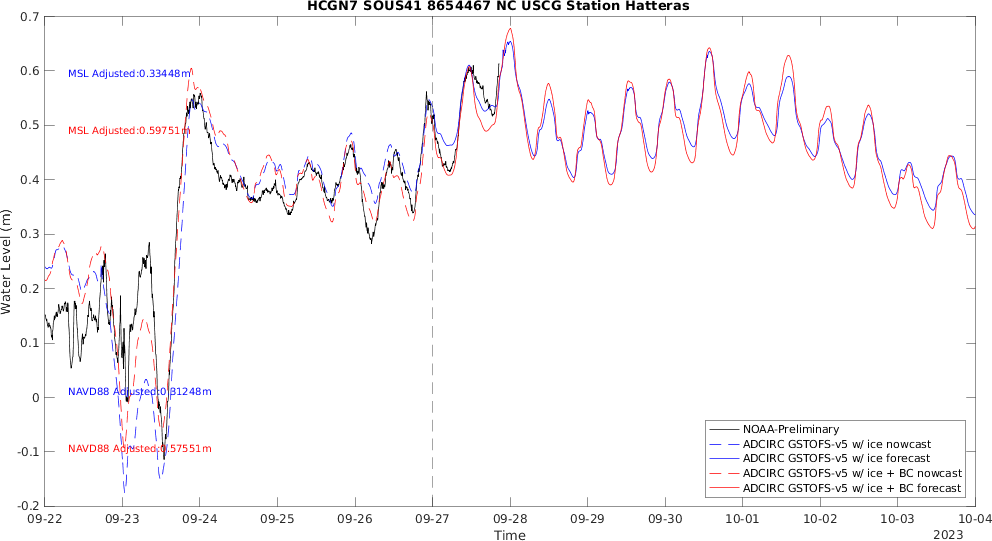 HCGN7 SOUS41 8654467 NC USCG Station Hatteras
0.7
0.6
0.5
0.4
0.3
0.2
0.1
0
-0.1
-0.2
Water Level (m)
MSL Adjusted:0.33448m
MSL Adjusted:0.59751m
NAVD88 Adjusted:0.31248m
NAVD88 Adjusted:0.57551m
NOAA-Preliminary
ADCIRC GSTOFS-v5 w/ ice nowcast
ADCIRC GSTOFS-v5 w/ ice forecast
ADCIRC GSTOFS-v5 w/ ice + BC nowcast
ADCIRC GSTOFS-v5 w/ ice + BC forecast
09-22 09-23 09-24 09-25 09-26 09-27 09-28 09-29 09-30 10-01 10-02 10-03 10-04
Time
2023